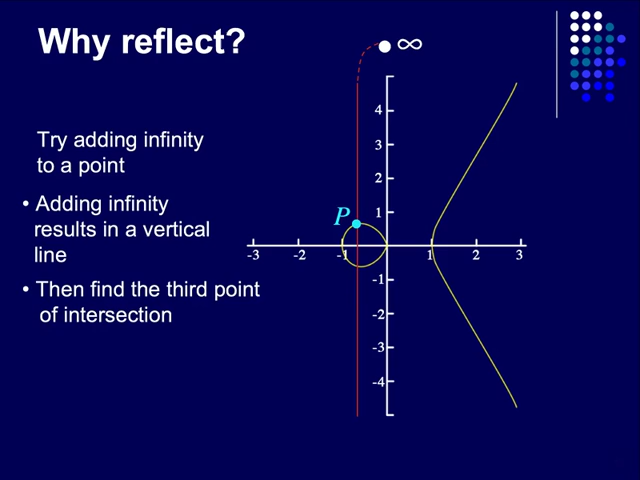 Why reflect?
∞
Try adding infinity
to a point
• Adding infinity
results in a vertical
line
• Then find the third point
of intersection
P
4
3
2
1
-3 -2 -1 1 2 3
-1
-2
-3
-4